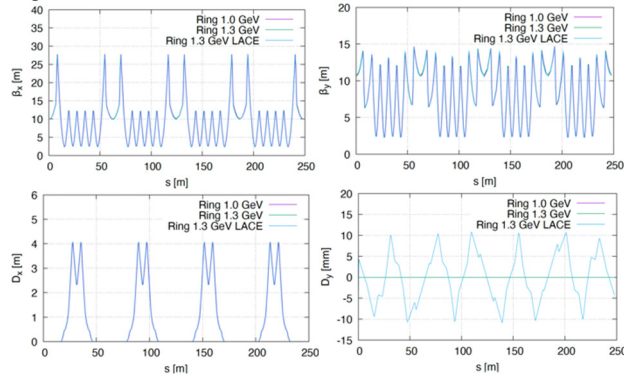 Ring 1.0 GeV
Ring 1.3 GeV
Ring 1.3 GeV LACE
40
35
30
25
20
15
10
5
0
βx [m]
0 50 100 150 200 250
s [m]
Ring 1.0 GeV
Ring 1.3 GeV
Ring 1.3 GeV LACE
20
15
10
5
0
βy [m]
0 50 100 150 200 250
s [m]
Ring 1.0 GeV
Ring 1.3 GeV
Ring 1.3 GeV LACE
6
5
4
3
2
1
0
Dx [m]
0 50 100 150 200 250
s [m]
Ring 1.0 GeV
Ring 1.3 GeV
Ring 1.3 GeV LACE
20
15
10
5
0
-5
-10
-15
Dy [mm]
0 50 100 150 200 250
s [m]